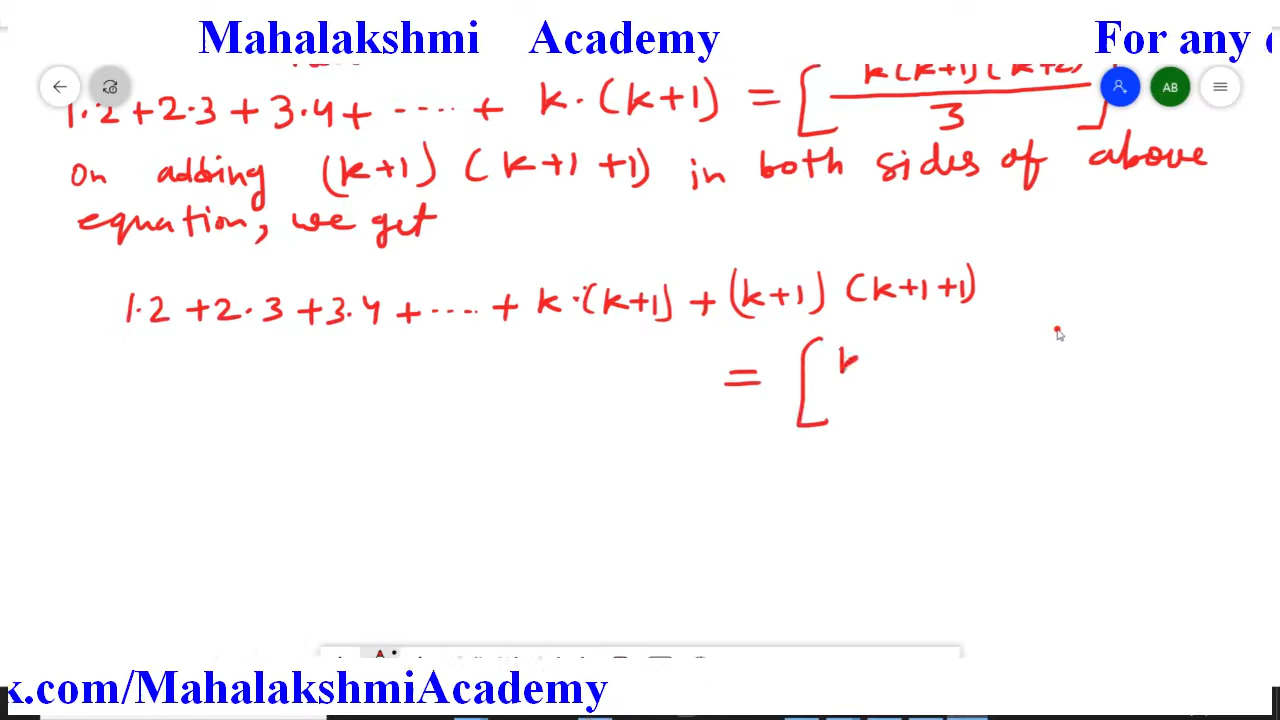 Mahalakshmi Academy For any
1.2 +2.3 + 3.4 + ..... + k.(k+1) = [k(k+1)(k+2)/3]
AB
On adding (k+1) (k+1+1) in both sides of above
equation, we get
1.2 +2.3 +3.4 +..... + k.(k+1) + (k+1) (k+1+1)
= [ k
k.com/MahalakshmiAcademy